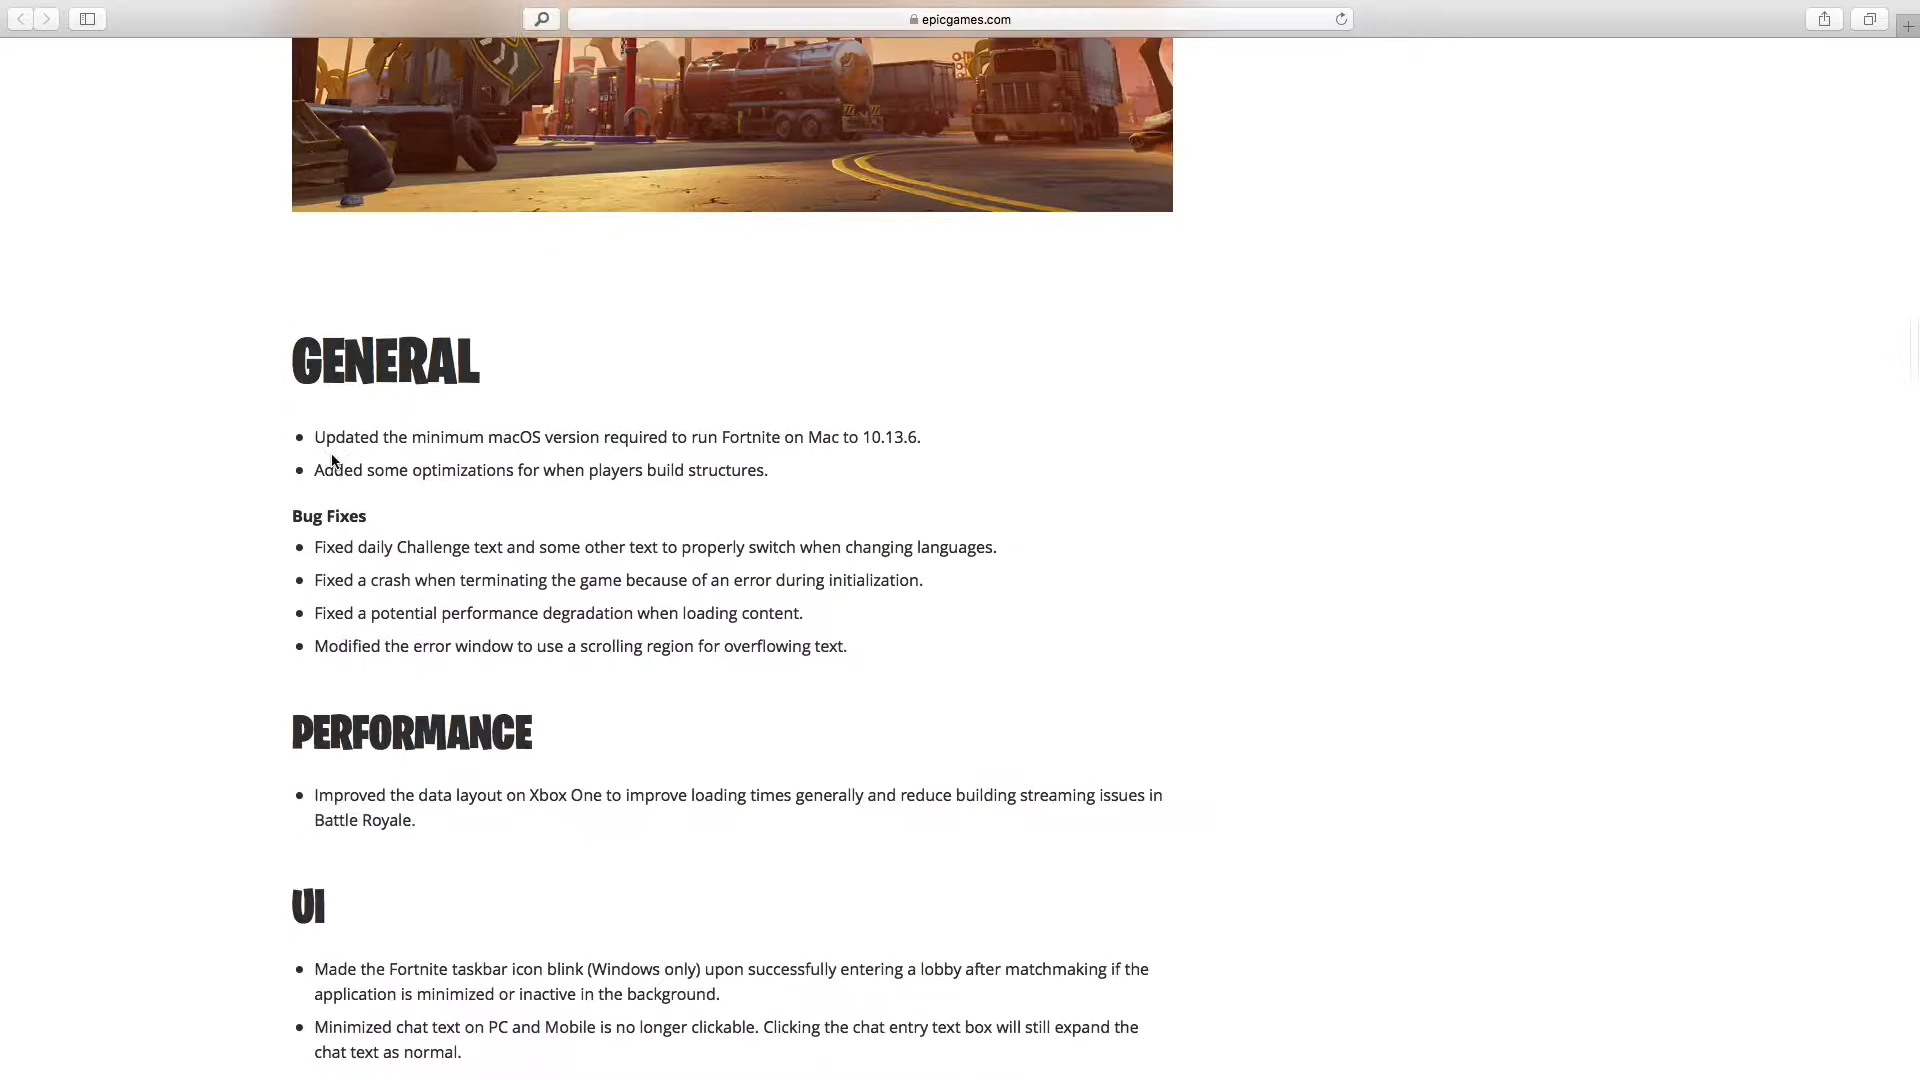 epicgames.com
GENERAL
Updated the minimum macOS version required to run Fortnite on Mac to 10.13.6.
Added some optimizations for when players build structures.
Bug Fixes
Fixed daily Challenge text and some other text to properly switch when changing languages.
Fixed a crash when terminating the game because of an error during initialization.
Fixed a potential performance degradation when loading content.
Modified the error window to use a scrolling region for overflowing text.
PERFORMANCE
Improved the data layout on Xbox One to improve loading times generally and reduce building streaming issues in
Battle Royale.
UI
Made the Fortnite taskbar icon blink (Windows only) upon successfully entering a lobby after matchmaking if the
application is minimized or inactive in the background.
Minimized chat text on PC and Mobile is no longer clickable. Clicking the chat entry text box will still expand the
chat text as normal.